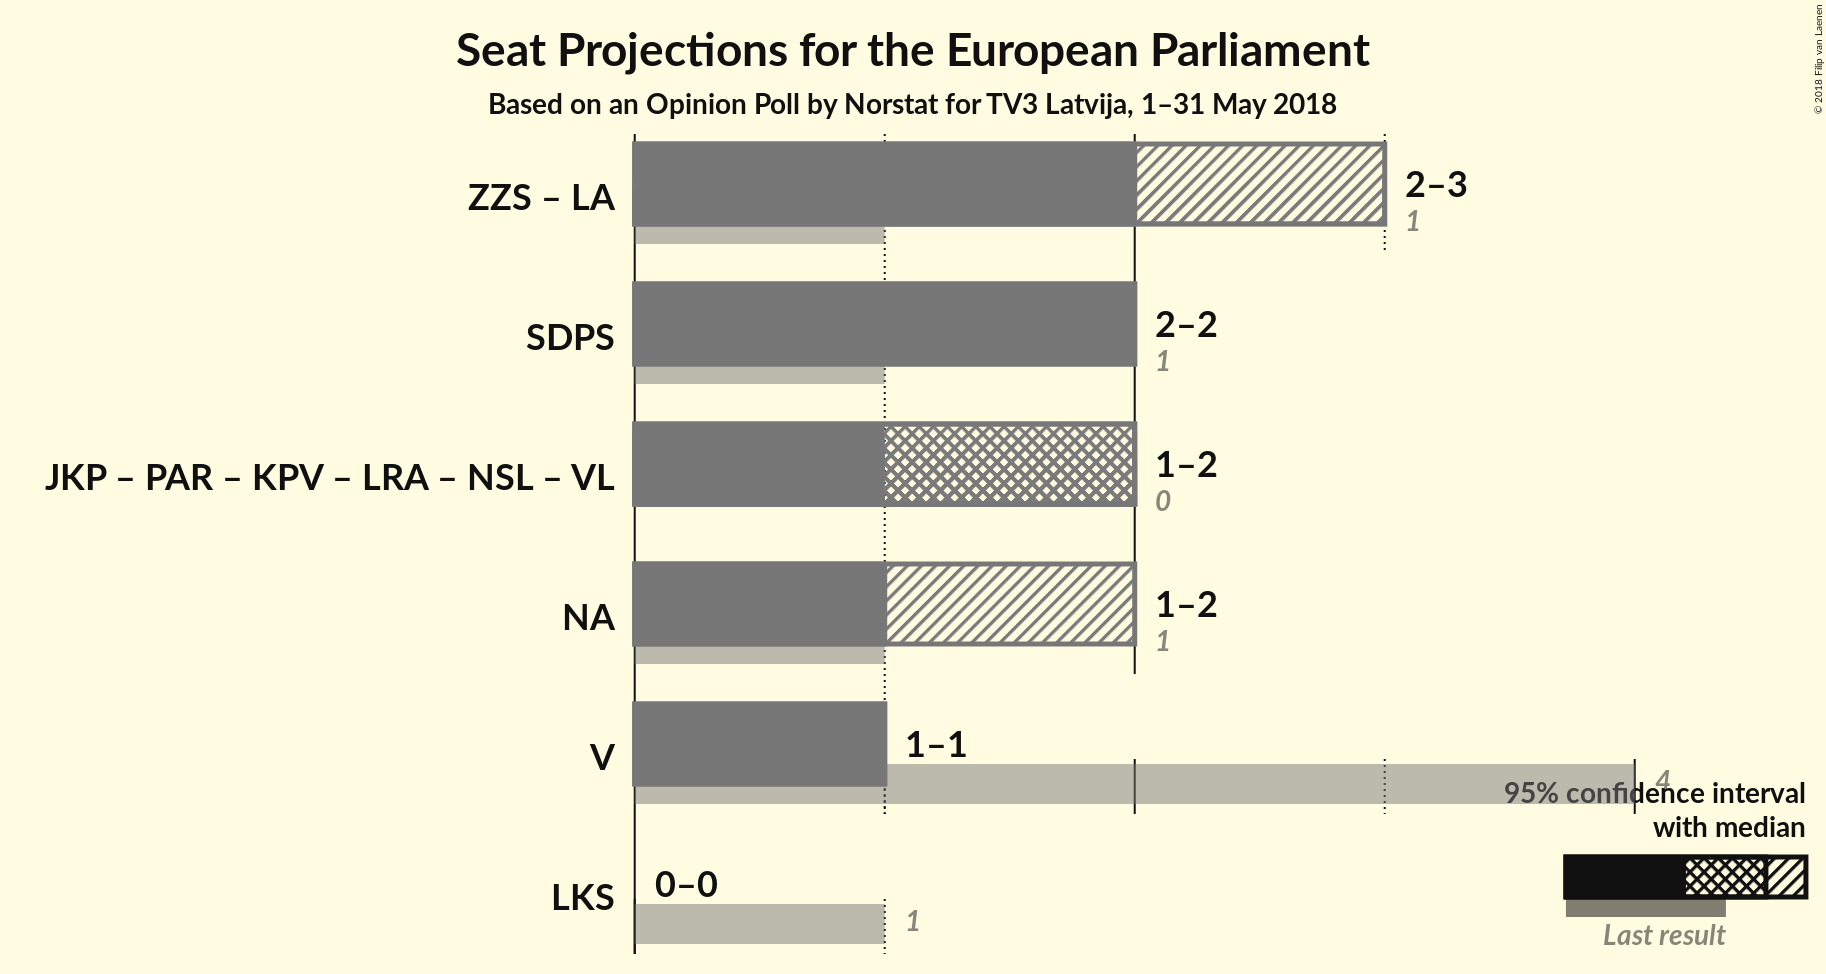 Seat Projections for the European Parliament
Based on an Opinion Poll by Norstat for TV3 Latvija, 1–31 May 2018
© 2018 Filip van Laenen
ZZS – LA
2–3
1
SDPS
2–2
1
JKP – PAR – KPV – LRA – NSL – VL
1–2
0
NA
1–2
1
V
1–1
4
LKS
0–0
1
95% confidence interval
with median
Last result